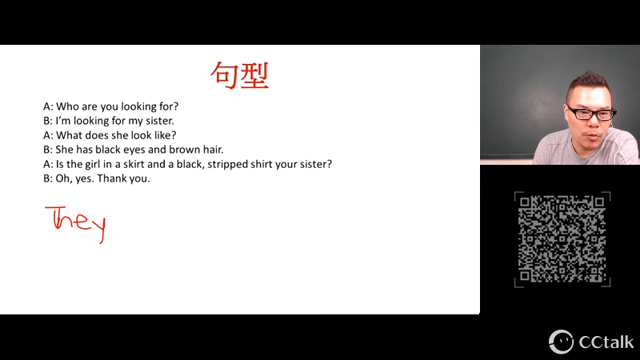 句型
A: Who are you looking for?
B: I'm looking for my sister.
A: What does she look like?
B: She has black eyes and brown hair.
A: Is the girl in a skirt and a black, stripped shirt your sister?
B: Oh, yes. Thank you.
They
CCtalk